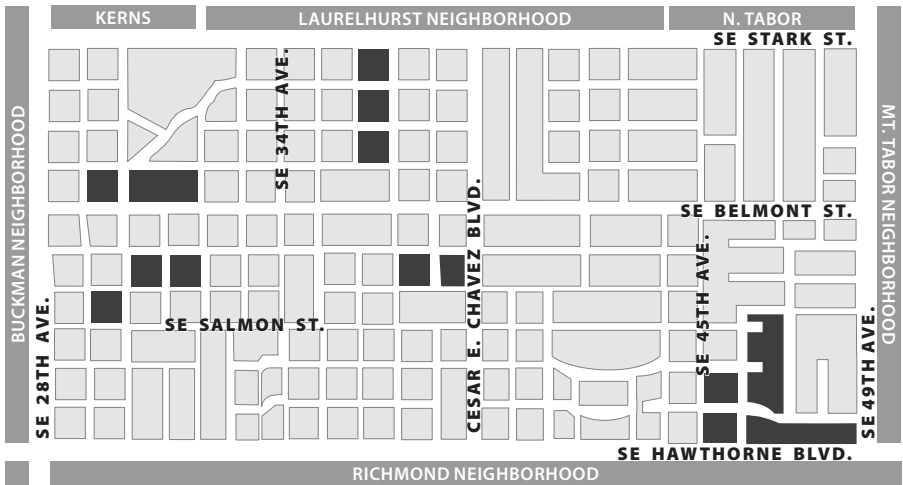 KERNS
LAURELHURST NEIGHBORHOOD
N. TABOR
SE STARK ST.
BUCKMAN NEIGHBORHOOD
SE 34TH AVE.
MT. TABOR NEIGHBORHOOD
SE BELMONT ST.
CESAR E. CHAVEZ BLVD.
SE 45TH AVE.
SE 28TH AVE.
SE SALMON ST.
SE 49TH AVE.
SE HAWTHORNE BLVD.
RICHMOND NEIGHBORHOOD